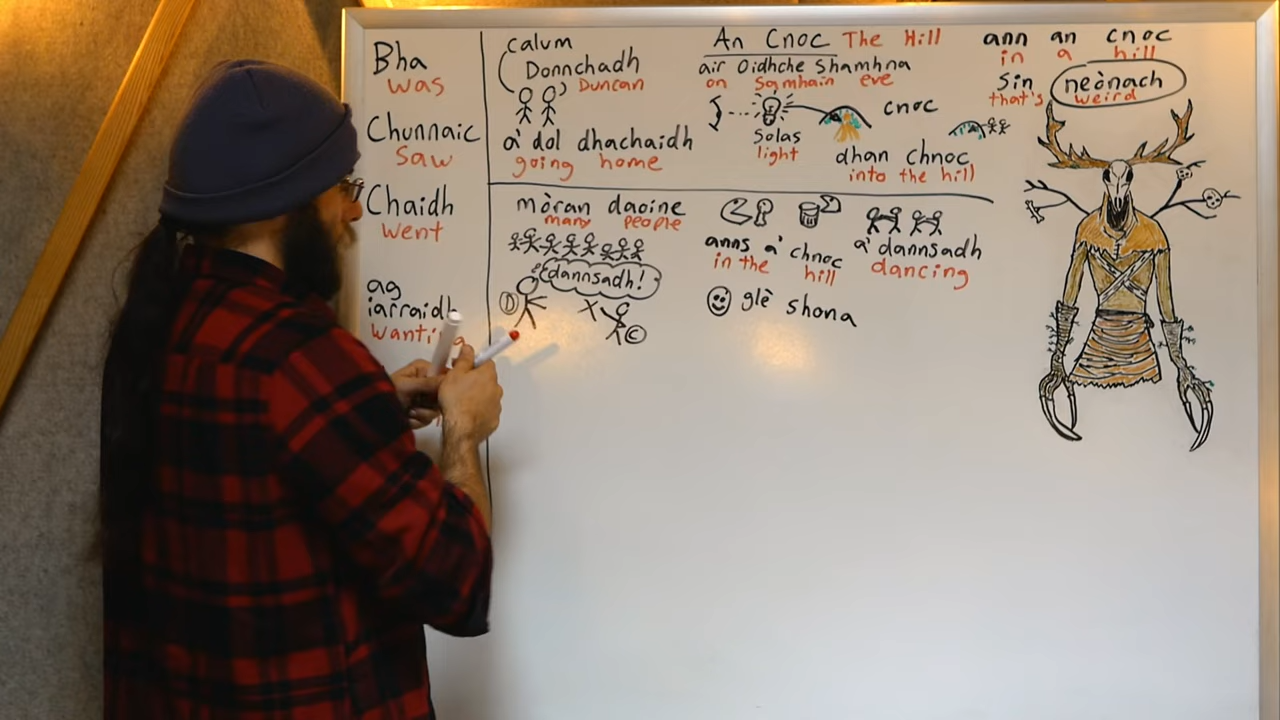 Bha
was
Chunnaic
Saw
Chaidh
went
ag
iarraidh
Calum
Donnchadh
Duncan
a' dol dhachaidh
going home
An Cnoc The Hill
air Oidhche Shamhna
on Samhain eve
cnoc
Solas
light
dhan chnoc
into the hill
ann an cnoc
in a hill
Sin neònach
that's weird
mòran daoine
many people
dannsadh!
D
X
C
anns a' chnoc
in the hill
a' dannsadh
dancing
glè shona